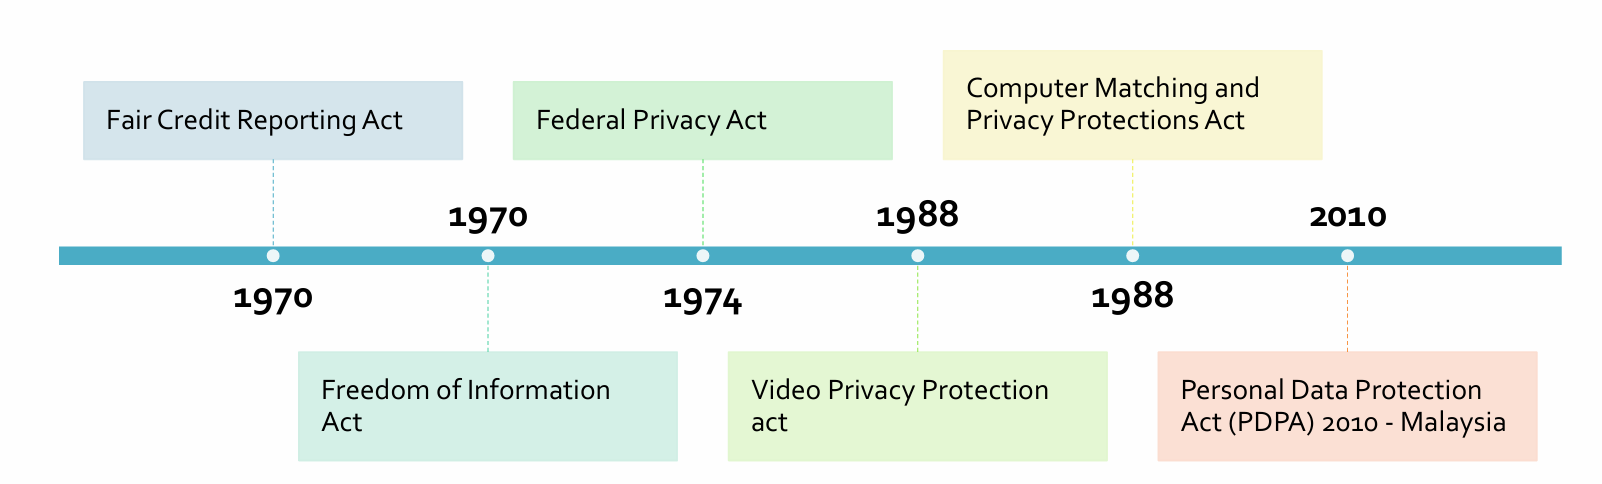 Fair Credit Reporting Act
1970
1970
Freedom of Information
Act
Federal Privacy Act
1974
1988
Video Privacy Protection
act
Computer Matching and
Privacy Protections Act
1988
2010
Personal Data Protection
Act (PDPA) 2010 - Malaysia